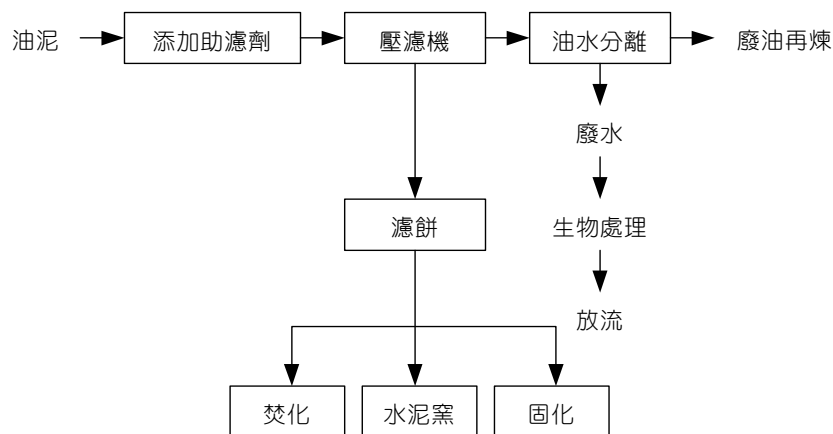 油泥
添加助濾劑
壓濾機
油水分離
廢油再煉
廢水
濾餅
生物處理
放流
焚化
水泥窯
固化